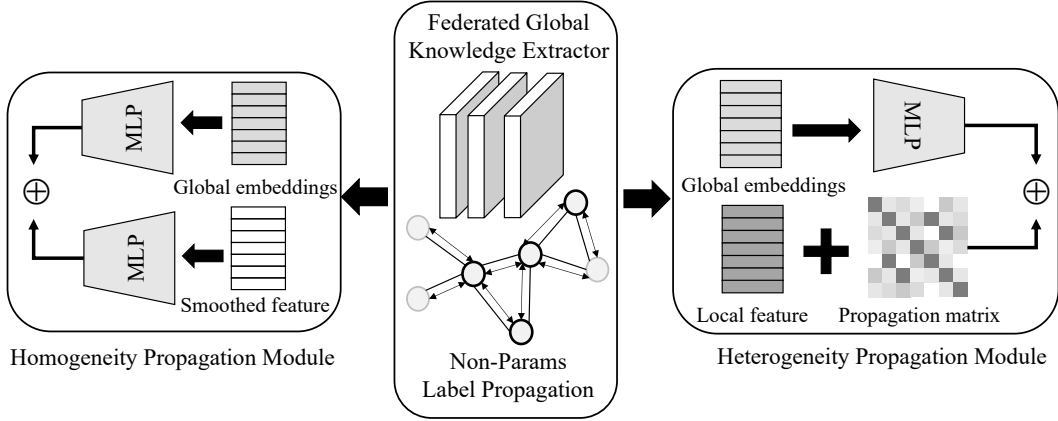 MLP
Global embeddings
MLP
Smoothed feature
Homogeneity Propagation Module
Federated Global
Knowledge Extractor
Non-Params
Label Propagation
MLP
Global embeddings
Local feature
Propagation matrix
Heterogeneity Propagation Module